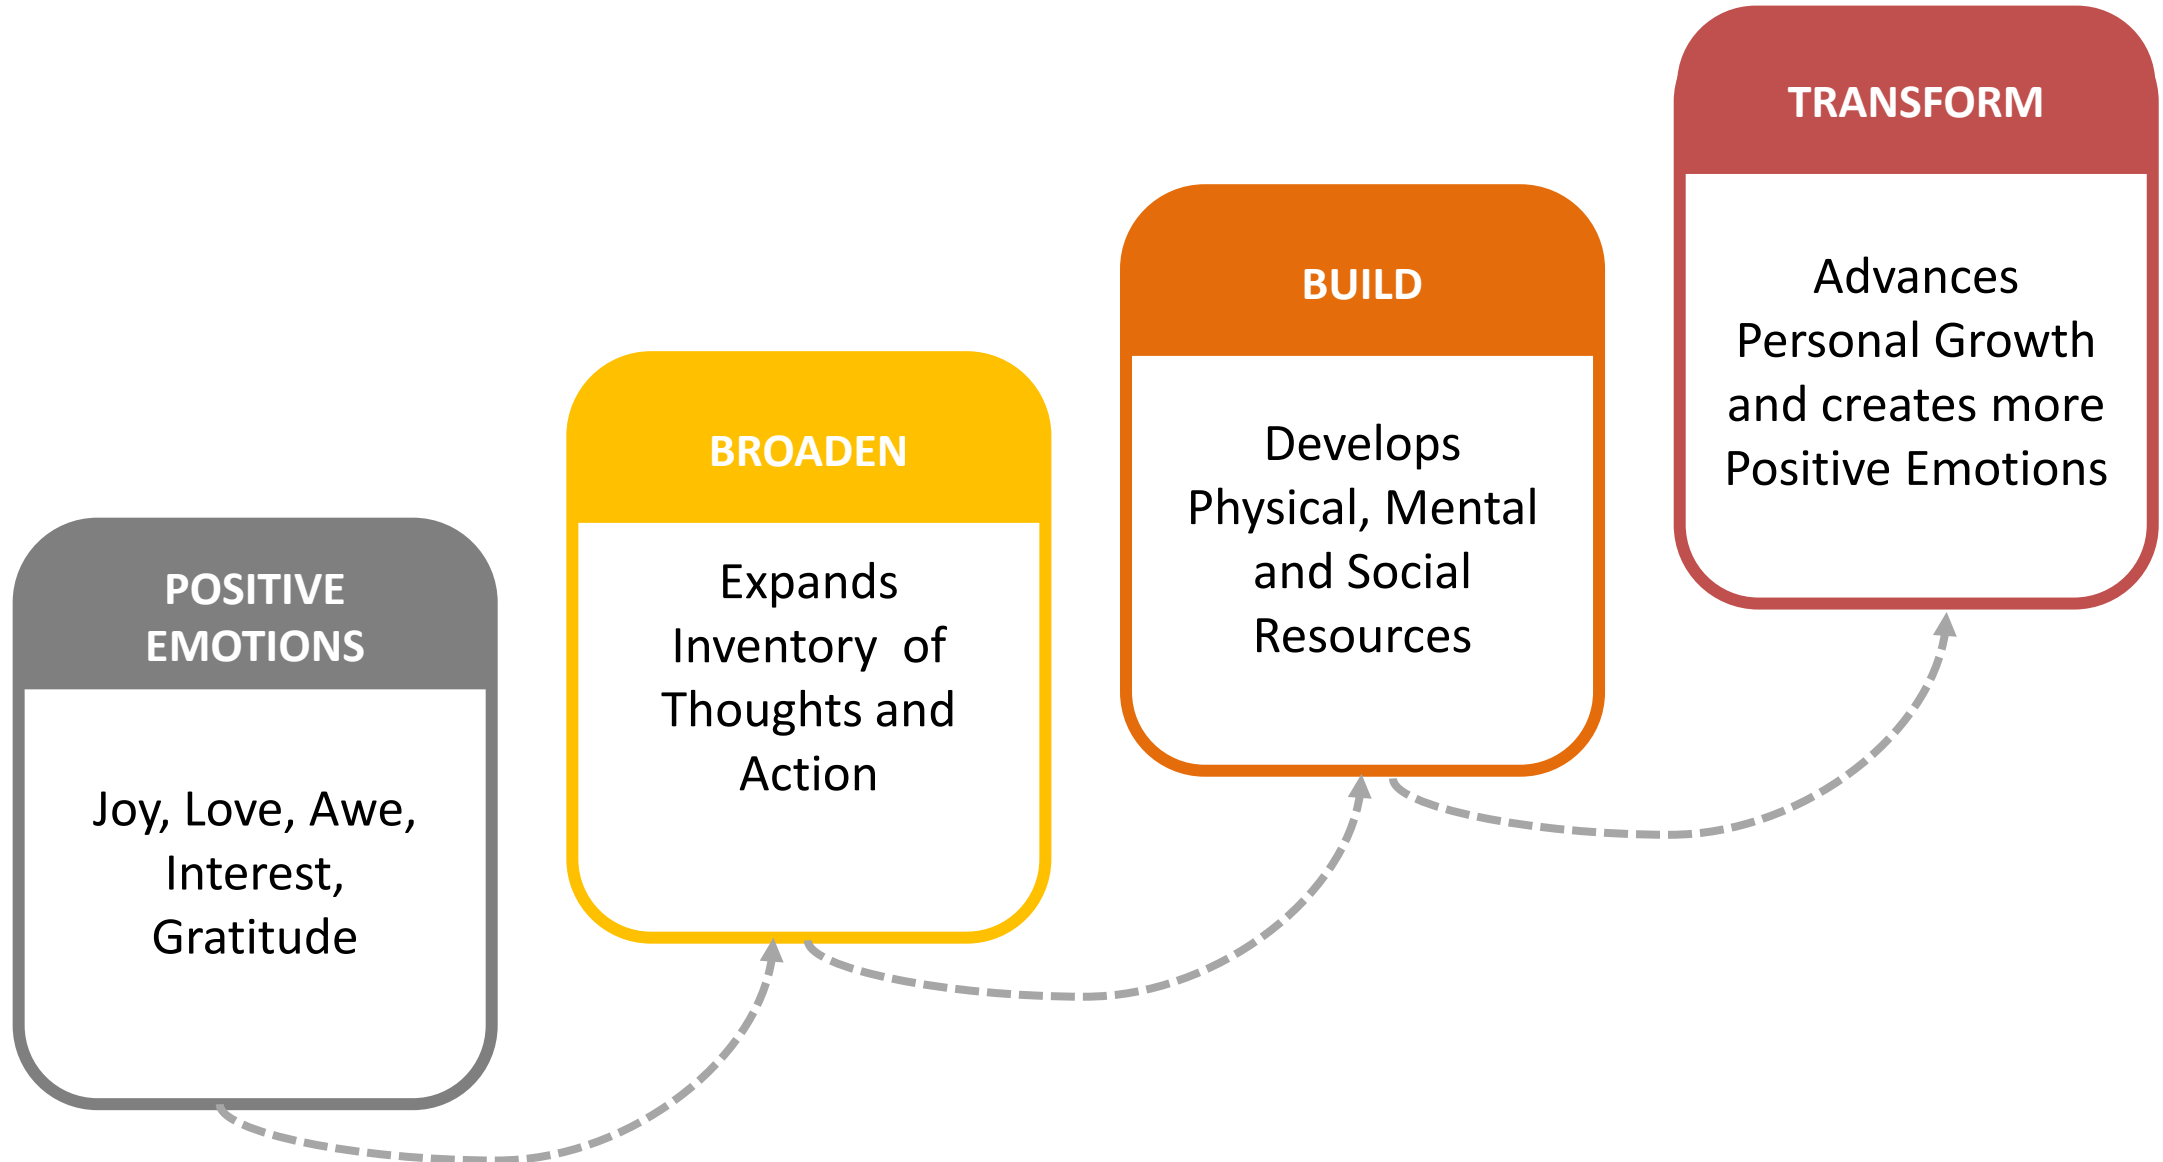 POSITIVE
EMOTIONS
Joy, Love, Awe,
Interest,
Gratitude
BROADEN
Expands
Inventory  of
Thoughts and
Action
BUILD
Develops
Physical, Mental
and Social
Resources
TRANSFORM
Advances
Personal Growth
and creates more
Positive Emotions